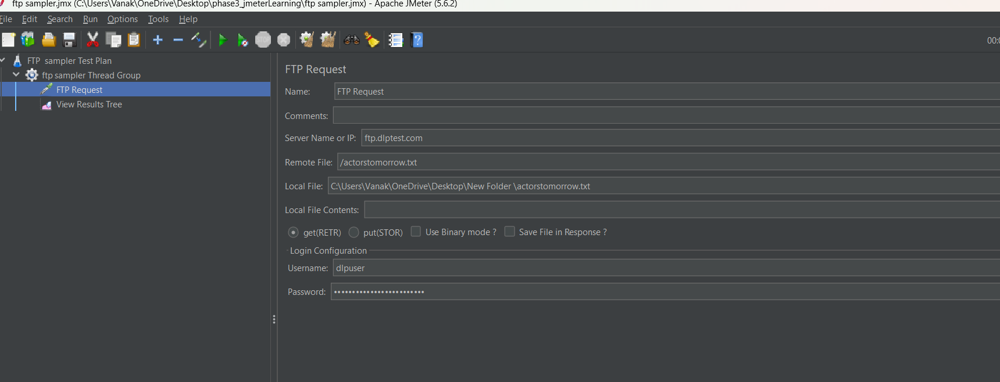 ftp sampler.jmx (C:\Users\Vanak\OneDrive\Desktop\phase3_jmeterLearning\ftp sampler.jmx) - Apache JMeter (5.6.2)
File Edit Search Run Options Tools Help
STOP
?
FTP sampler Test Plan
ftp sampler Thread Group
FTP Request
View Results Tree
FTP Request
Name: FTP Request
Comments:
Server Name or IP: ftp.dlptest.com
Remote File: /actorstomorrow.txt
Local File: C:\Users\Vanak\OneDrive\Desktop\New Folder \actorstomorrow.txt
Local File Contents:
get(RETR) put(STOR) Use Binary mode ? Save File in Response ?
Login Configuration
Username: dlpuser
Password: •••••••••••••••••••••••••